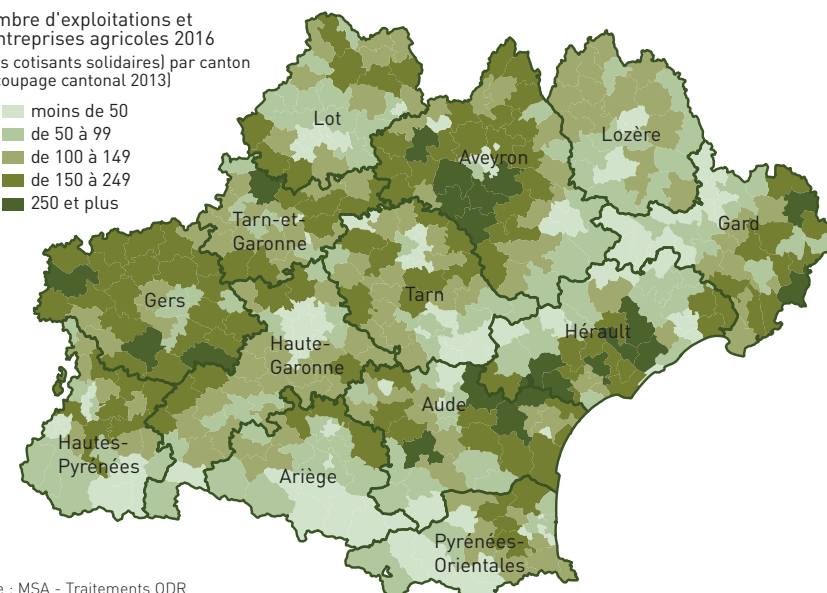 mbre d'exploitations et
ntreprises agricoles 2016
s cotisants solidaires) par canton
oupage cantonal 2013)
moins de 50
de 50 à 99
de 100 à 149
de 150 à 249
250 et plus
Lot
Lozère
Aveyron
Tarn-et-
Garonne
Gard
Gers
Tarn
Hérault
Haute-
Garonne
Aude
Hautes-
Pyrénées
Ariège
Pyrénées-
Orientales
e : MSA - Traitements ODR